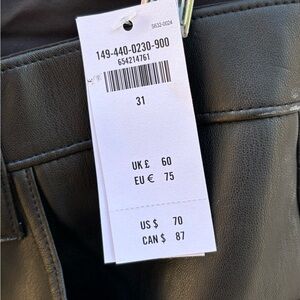 5632-0024
149-440-0230-900
654214761
31
UK £ 60
EU € 75
US $ 70
CAN $ 87